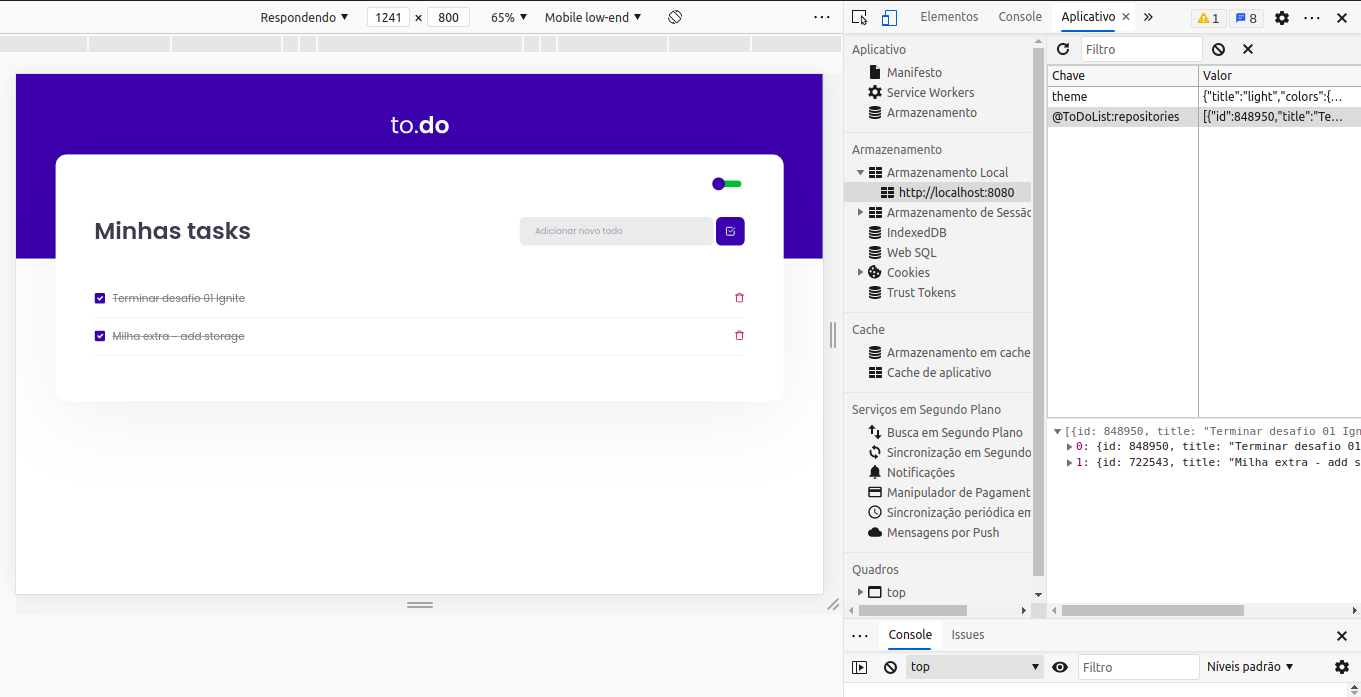 Respondendo ▼ 1241 × 800 65% ▼ Mobile low-end ▼
Elementos Console Aplicativo × » 1 8
to.do
Minhas tasks
Adicionar novo todo
Terminar desafio 01 Ignite
Milha extra - add storage
Aplicativo
Manifesto
Service Workers
Armazenamento
Armazenamento
Armazenamento Local
http://localhost:8080
Armazenamento de Sessão
IndexedDB
Web SQL
Cookies
Trust Tokens
Cache
Armazenamento em cache
Cache de aplicativo
Serviços em Segundo Plano
Busca em Segundo Plano
Sincronização em Segundo
Notificações
Manipulador de Pagament
Sincronização periódica em
Mensagens por Push
Quadros
top
Filtro
Chave Valor
theme {"title":"light","colors":{…
@ToDoList:repositories [{"id":848950,"title":"Te…
[{id: 848950, title: "Terminar desafio 01 Ign
0: {id: 848950, title: "Terminar desafio 01
1: {id: 722543, title: "Milha extra - add s
Console Issues
top ▼ Filtro Níveis padrão ▼